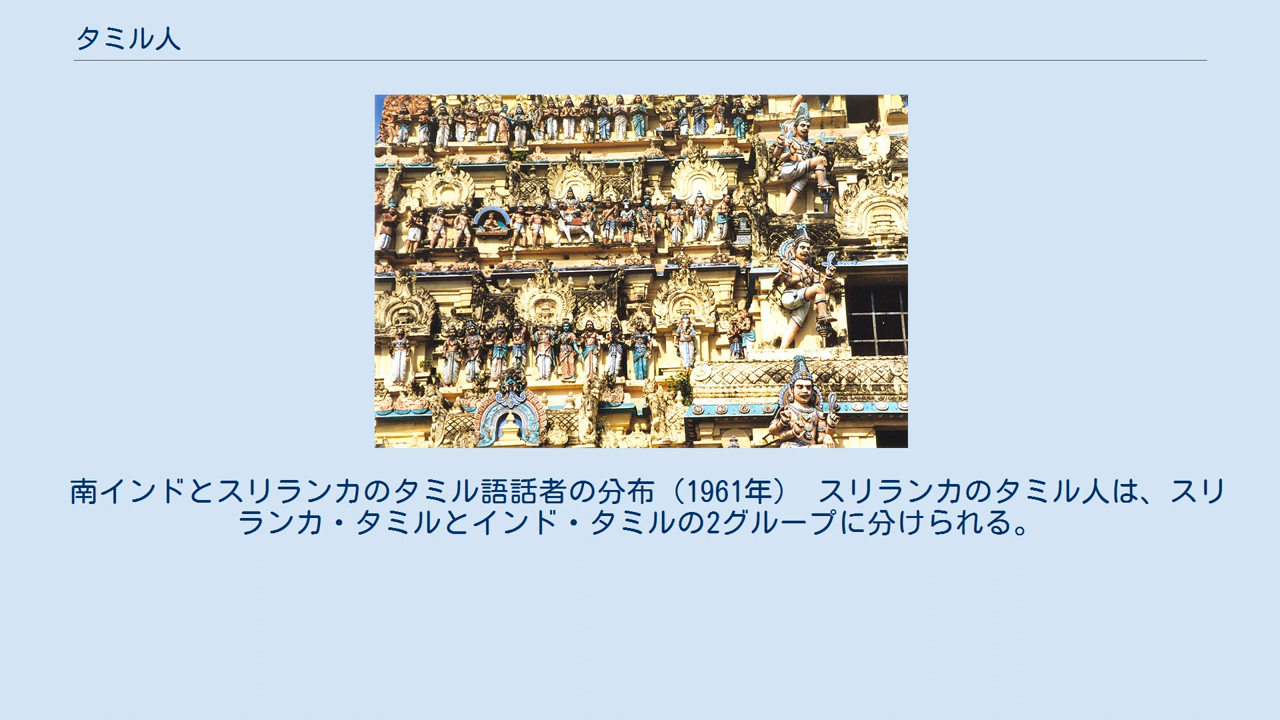 タミル人
南インドとスリランカのタミル語話者の分布（1961年） スリランカのタミル人は、スリ
ランカ・タミルとインド・タミルの2グループに分けられる。